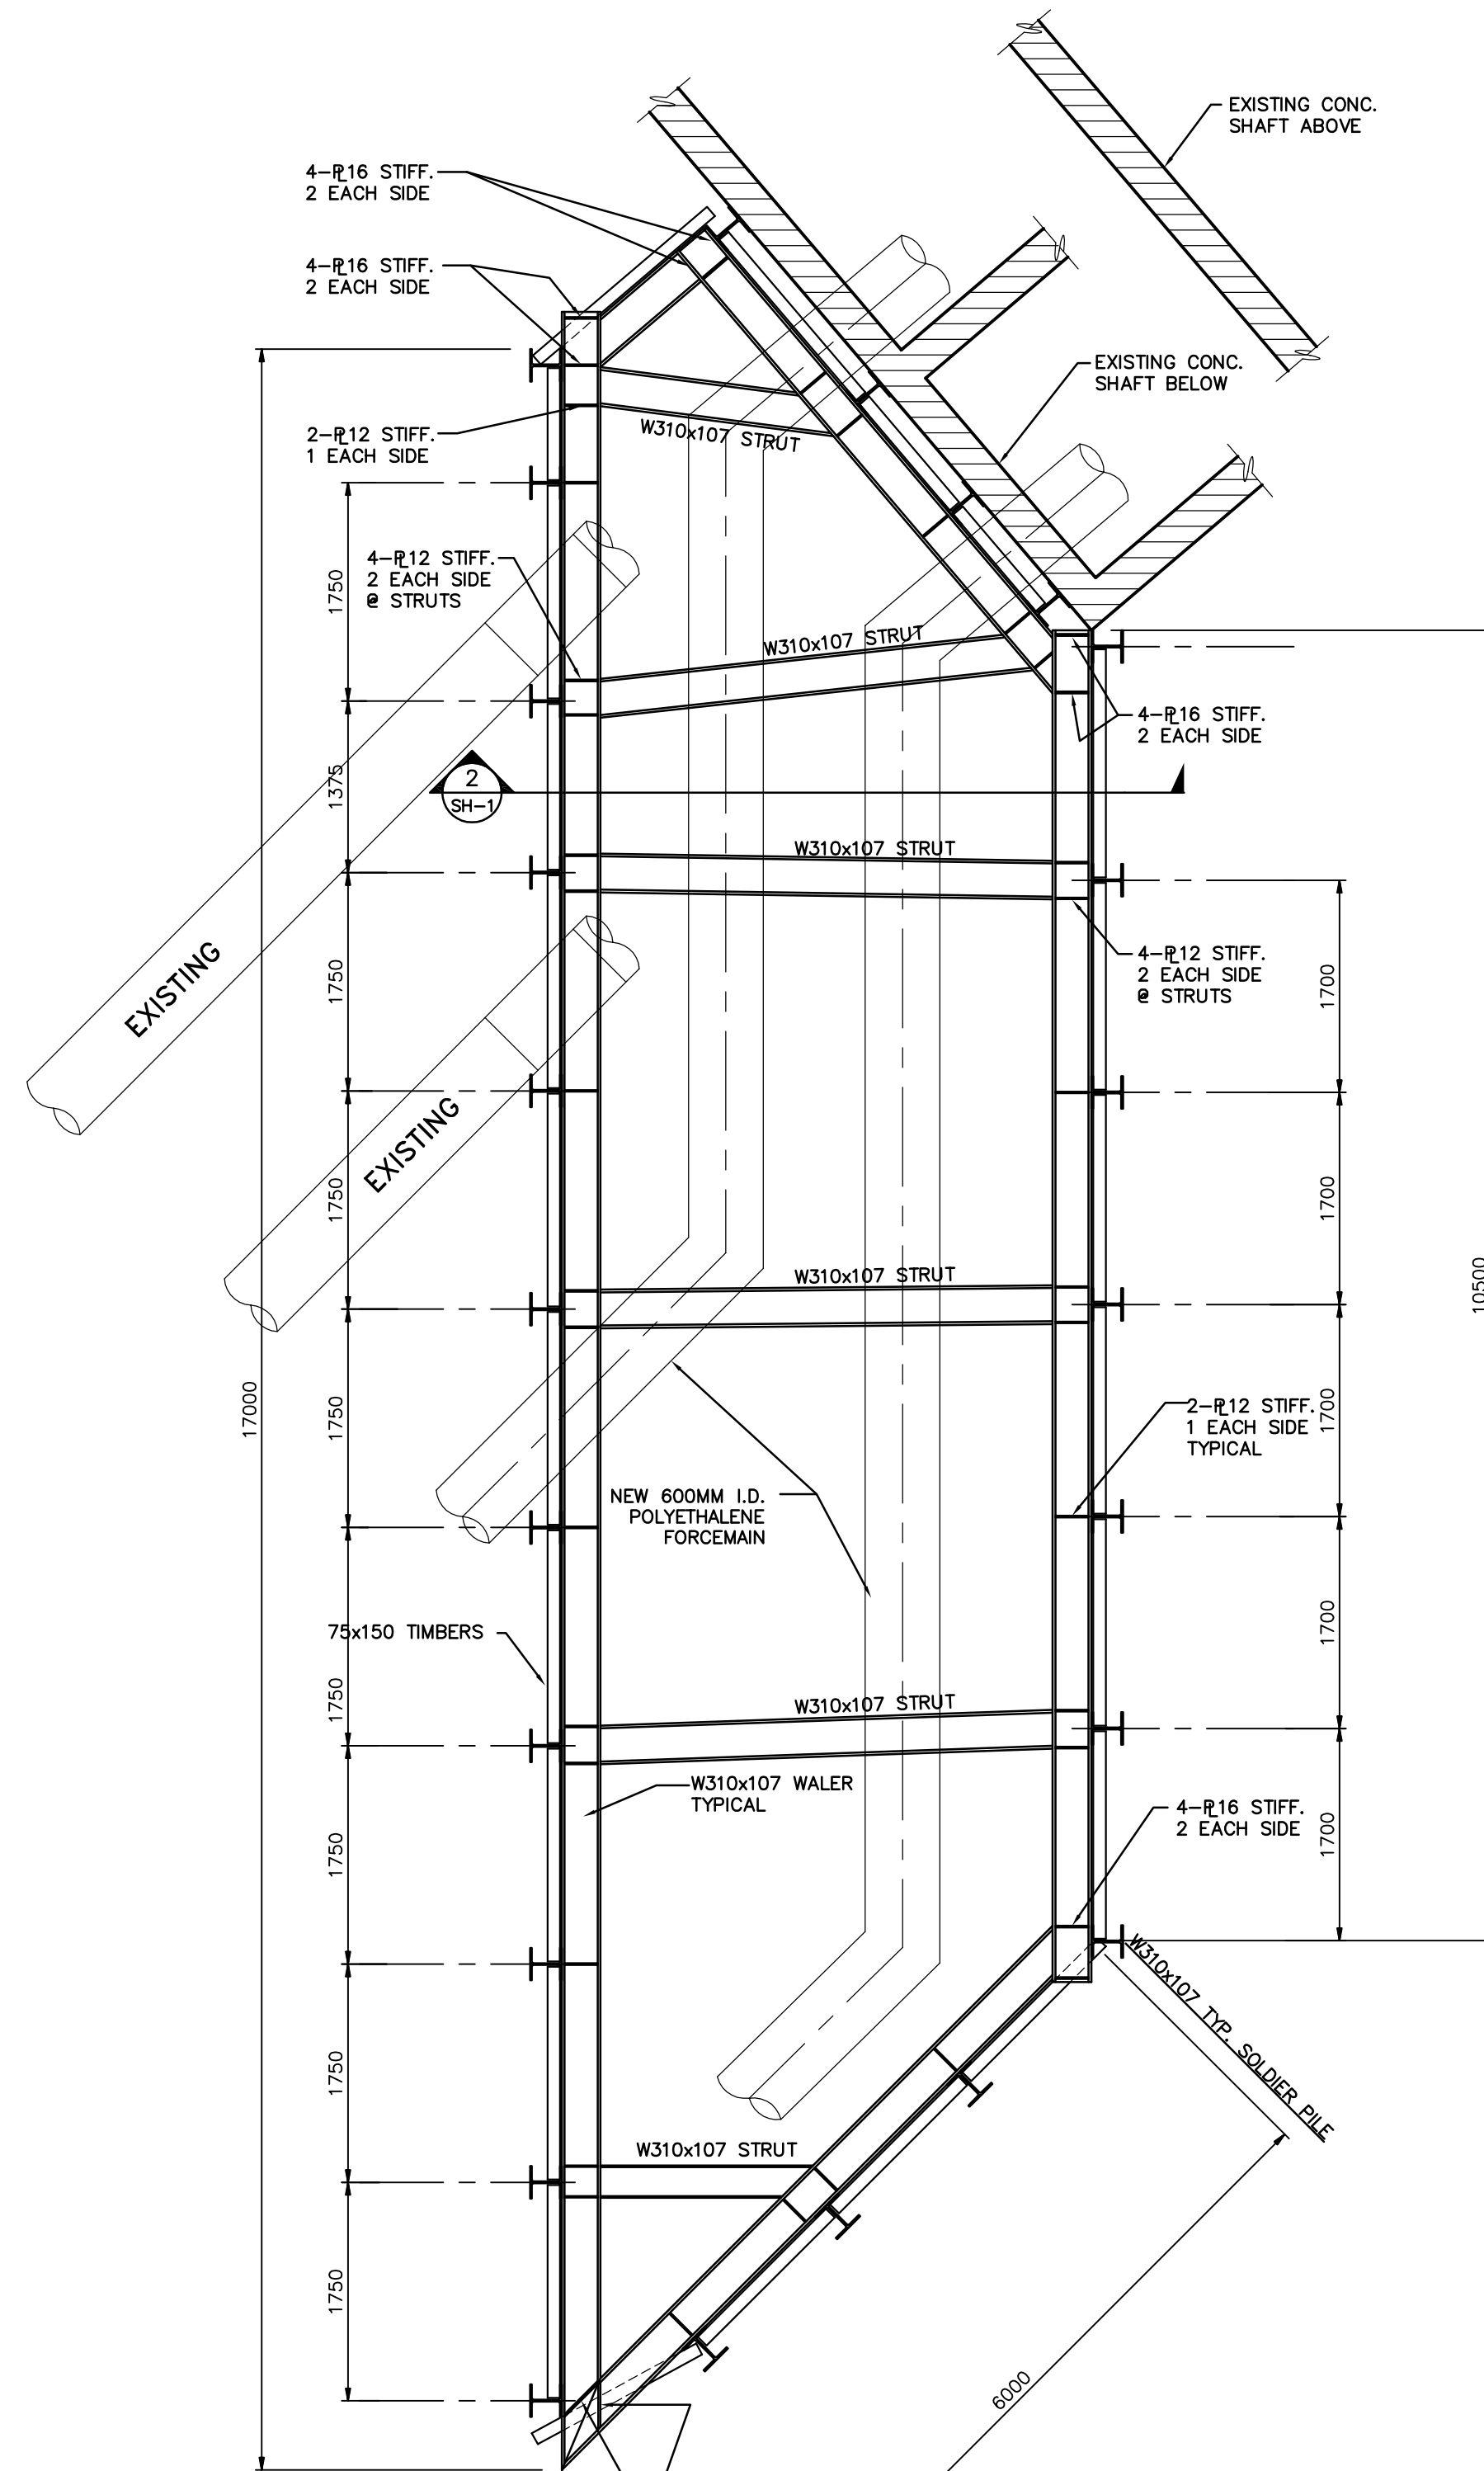 EXISTING CONC.
SHAFT ABOVE
4-PL16 STIFF.
2 EACH SIDE
4-PL16 STIFF.
2 EACH SIDE
EXISTING CONC.
SHAFT BELOW
2-PL12 STIFF.
1 EACH SIDE
W310x107 STRUT
4-PL12 STIFF.
2 EACH SIDE
@ STRUTS
1750
W310x107 STRUT
4-PL16 STIFF.
2 EACH SIDE
1375
2
SH-1
W310x107 STRUT
EXISTING
1750
4-PL12 STIFF.
2 EACH SIDE
@ STRUTS
1700
EXISTING
1750
1700
W310x107 STRUT
10500
17000
1750
2-PL12 STIFF.
1 EACH SIDE
TYPICAL
1700
NEW 600MM I.D.
POLYETHALENE
FORCEMAIN
75x150 TIMBERS
1750
1700
W310x107 STRUT
W310x107 WALER
TYPICAL
1750
4-PL16 STIFF.
2 EACH SIDE
1700
W310x107 TYP. SOLDIER PILE
1750
W310x107 STRUT
1750
6000